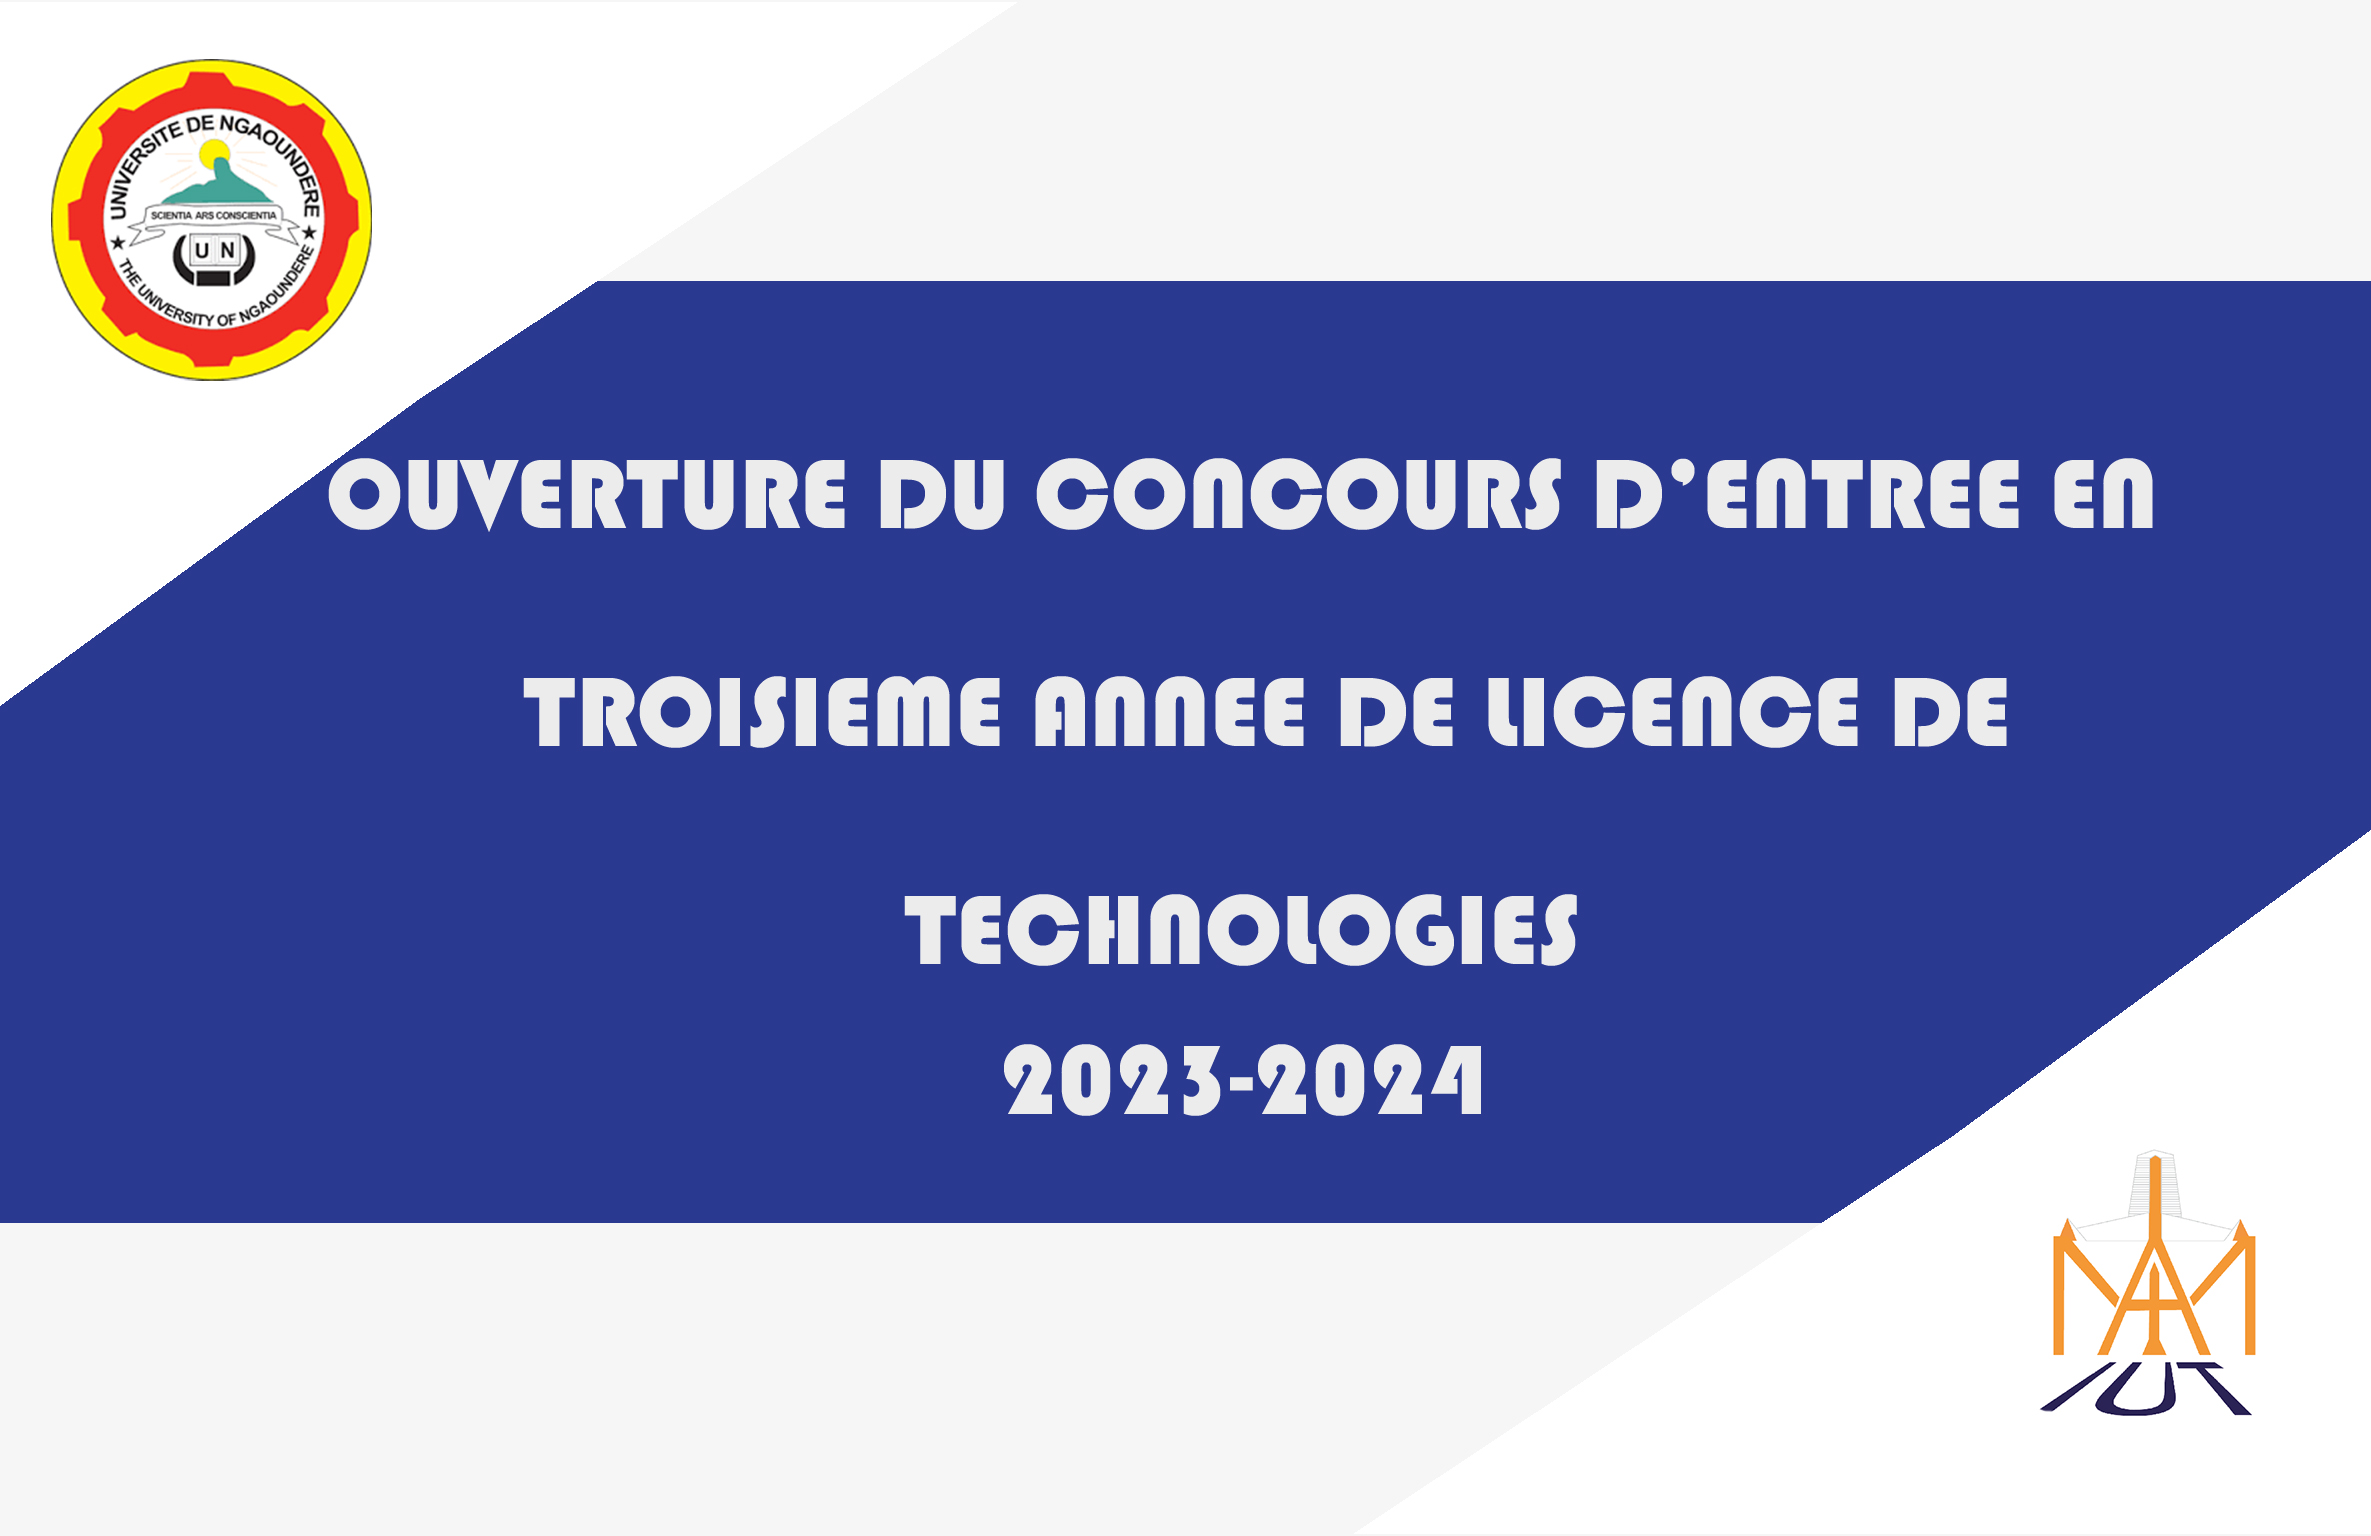 UNIVERSITE DE NGAOUNDERE
SCIENTIA ARS CONSCIENTIA
U N
THE UNIVERSITY OF NGAOUNDERE
OUVERTURE DU CONCOURS D’ENTREE EN
TROISIEME ANNEE DE LICENCE DE
TECHNOLOGIES
2023-2024
IUT